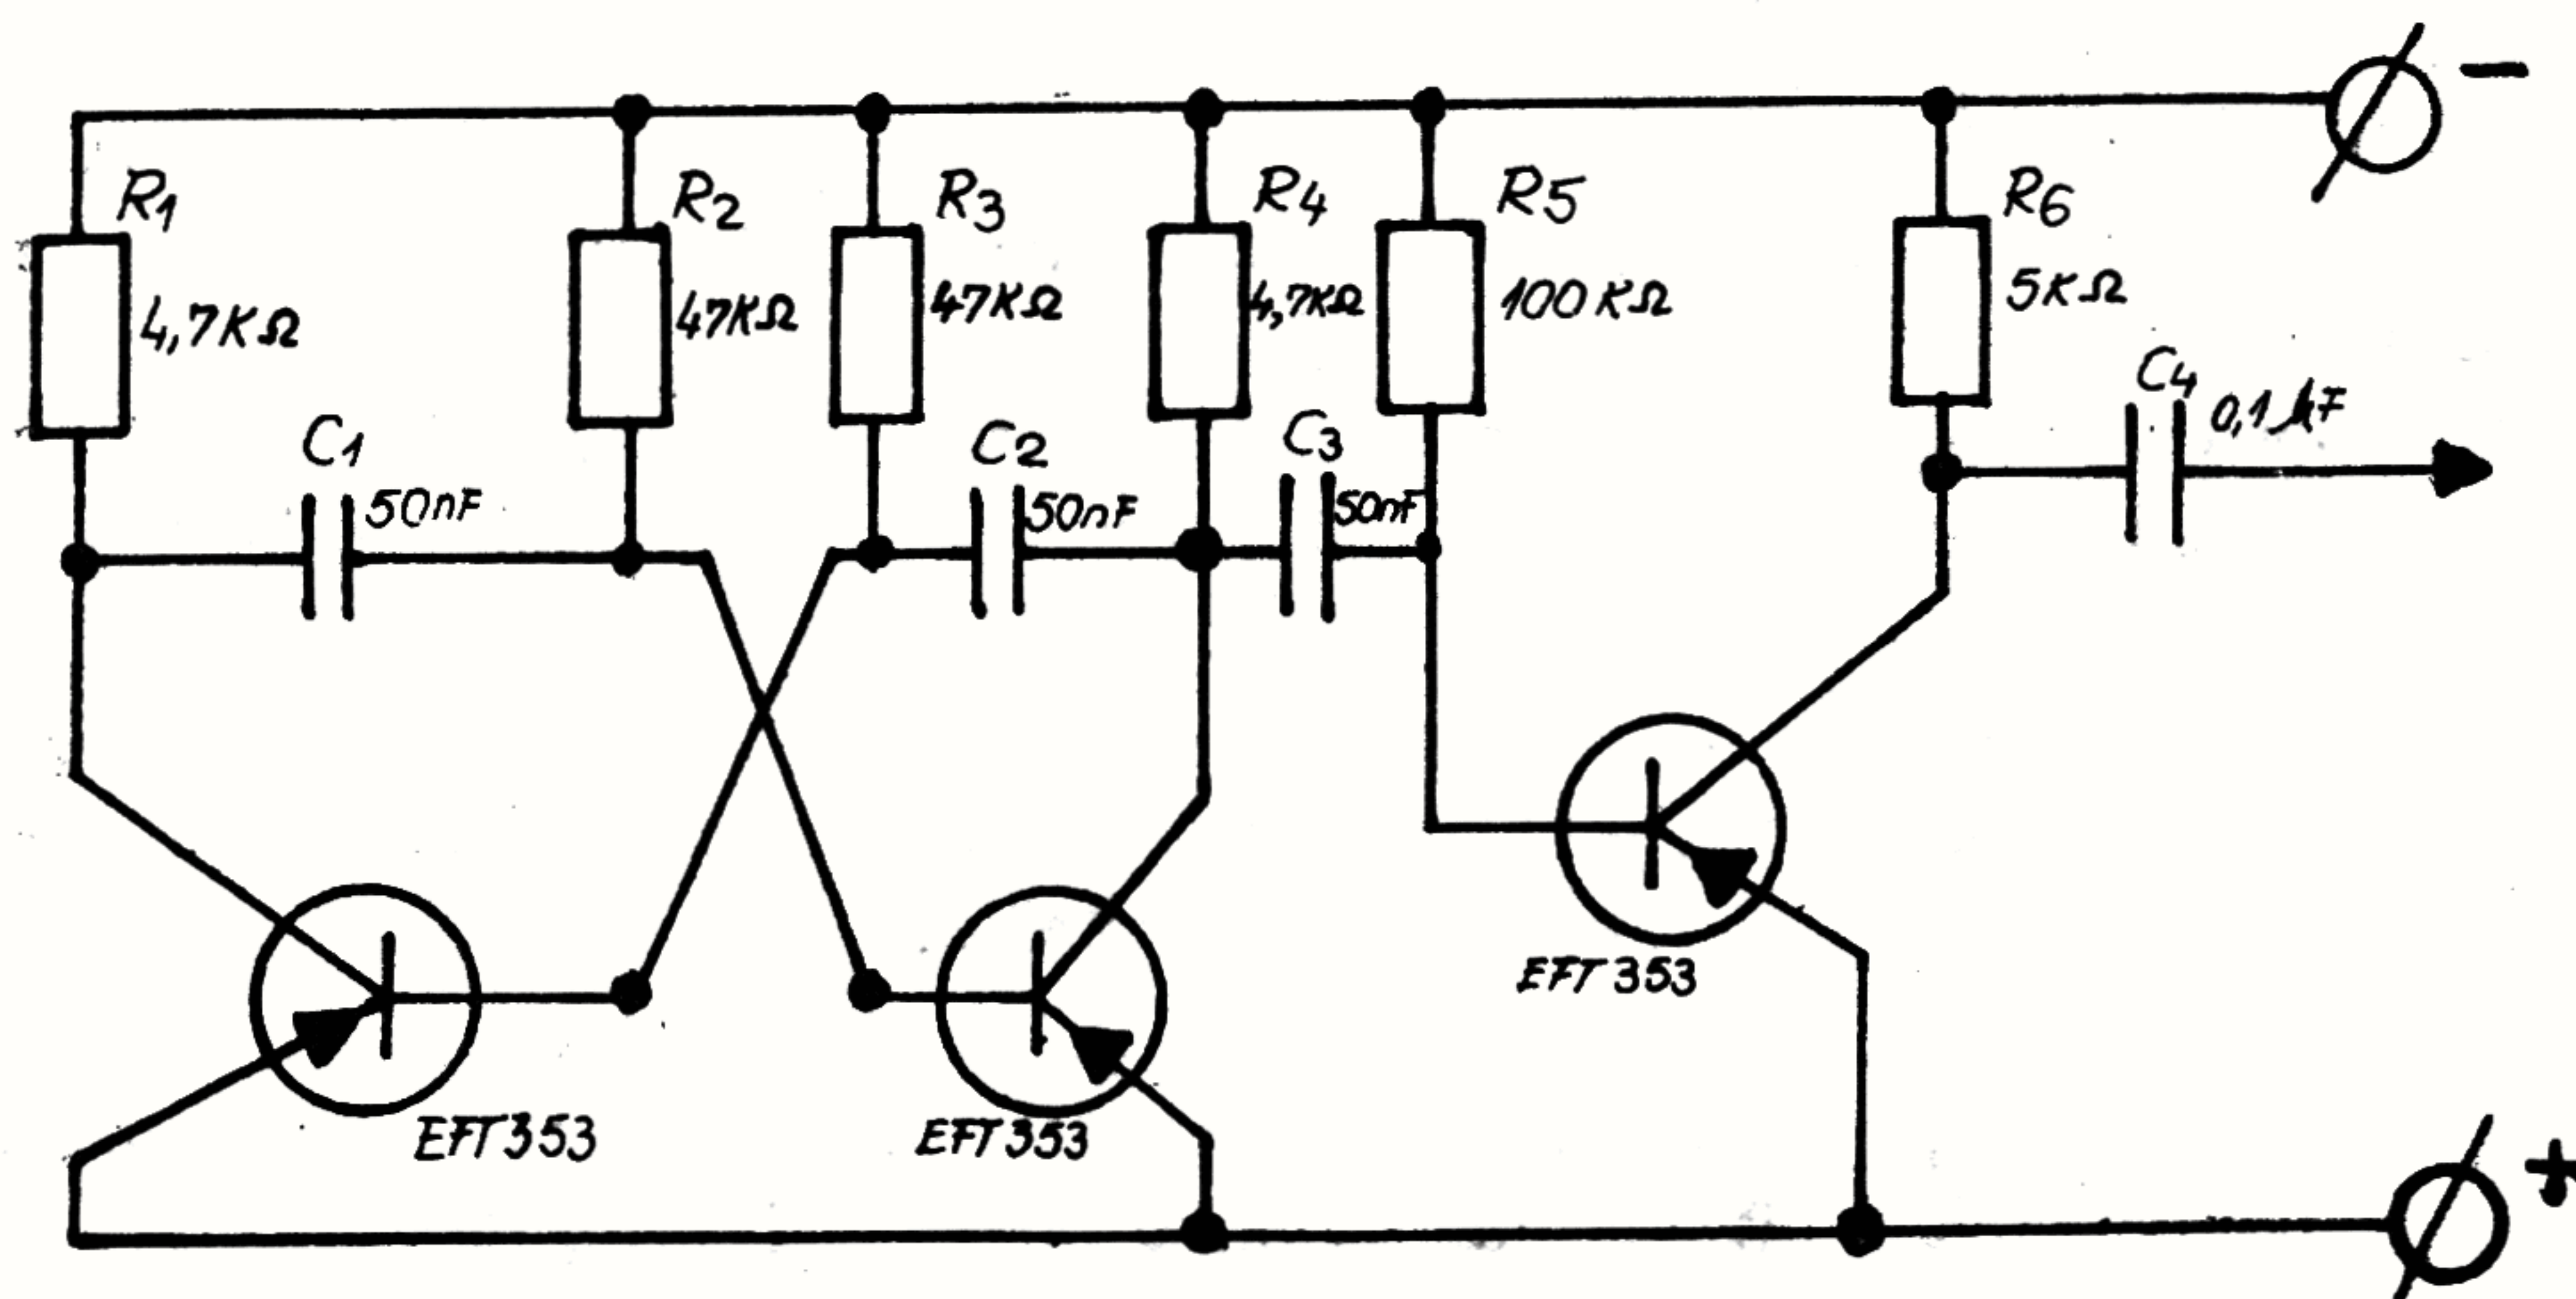 −
R1
R2
R3
R4
R5
R6
4,7KΩ
47KΩ
47KΩ
4,7KΩ
100KΩ
5KΩ
C1
50nF
C2
50nF
C3
50nF
C4
0,1µF
EFT353
EFT353
EFT353
+